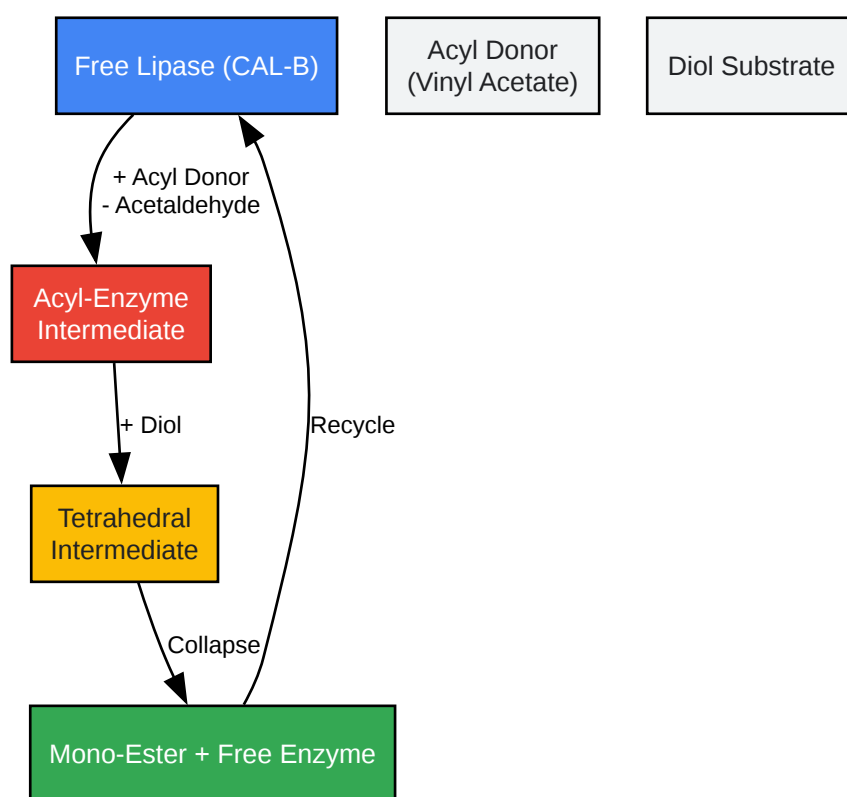 Free Lipase (CAL-B)
Acyl Donor
(Vinyl Acetate)
Diol Substrate
+ Acyl Donor
- Acetaldehyde
Acyl-Enzyme
Intermediate
+ Diol
Recycle
Tetrahedral
Intermediate
Collapse
Mono-Ester + Free Enzyme